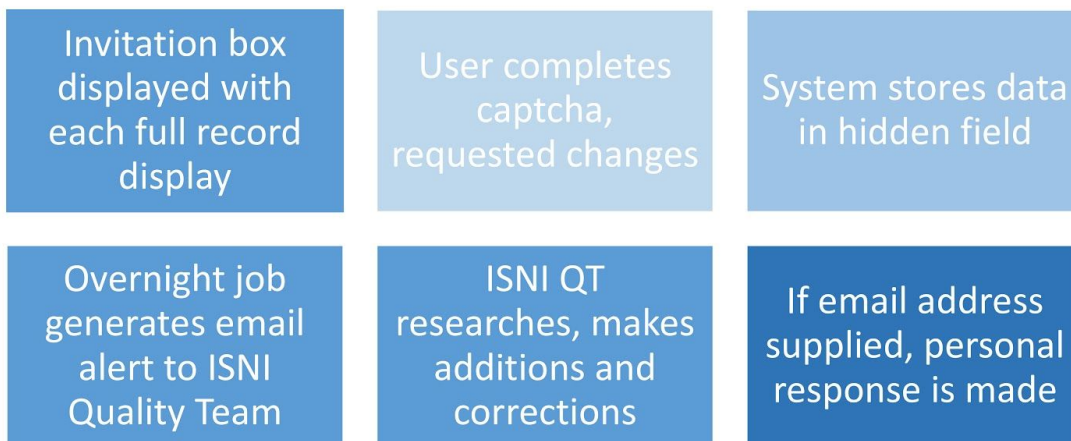 Invitation box
displayed with
each full record
display
User completes
captcha,
requested changes
System stores data
in hidden field
Overnight job
generates email
alert to ISNI
Quality Team
ISNI QT
researches, makes
additions and
corrections
If email address
supplied, personal
response is made